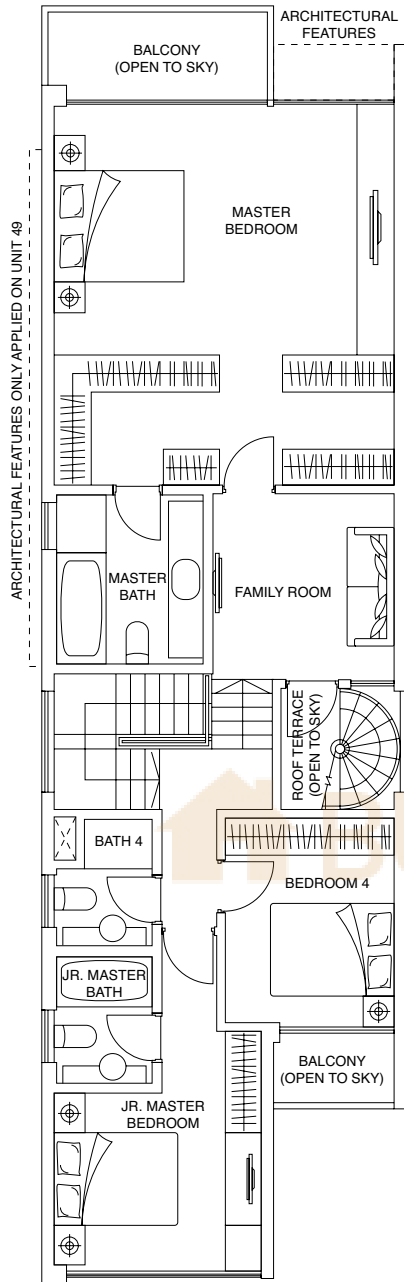 ARCHITECTURAL
FEATURES
BALCONY
(OPEN TO SKY)
MASTER
BEDROOM
ARCHITECTURAL FEATURES ONLY APPLIED ON UNIT 49
MASTER
BATH
FAMILY ROOM
ROOF TERRACE
(OPEN TO SKY)
BATH 4
BEDROOM 4
JR. MASTER
BATH
BALCONY
(OPEN TO SKY)
JR. MASTER
BEDROOM